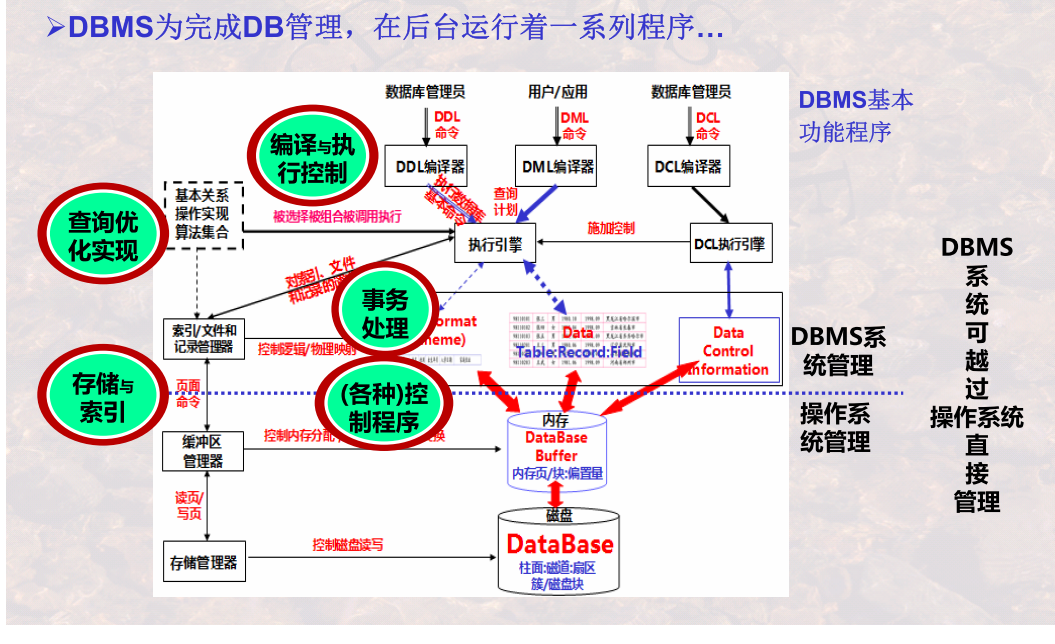 ➢DBMS为完成DB管理，在后台运行着一系列程序…
数据库管理员
用户/应用
数据库管理员
DBMS基本
功能程序
DDL
命令
DML
命令
DCL
命令
编译与执
行控制
DDL编译器
DML编译器
DCL编译器
执行数据库
基本命令
查询
计划
基本关系
操作实现
算法集合
查询优
化实现
被选择被组合被调用执行
执行引擎
施加控制
DCL执行引擎
对索引、文件
和记录的
事务
处理
索引/文件和
记录管理器
控制逻辑/物理映射
ormat
heme)
Data
Table:Record:Field
Data
Control
Information
DBMS系
统管理
存储与
索引
页面
命令
(各种)控
制程序
操作系
统管理
DBMS
系
统
可
越
过
操作系统
直
接
管理
缓冲区
管理器
控制内存分配
换
内存
DataBase
Buffer
内存页/块:偏置量
读页/
写页
存储管理器
控制磁盘读写
磁盘
DataBase
柱面:磁道:扇区
簇/磁盘块